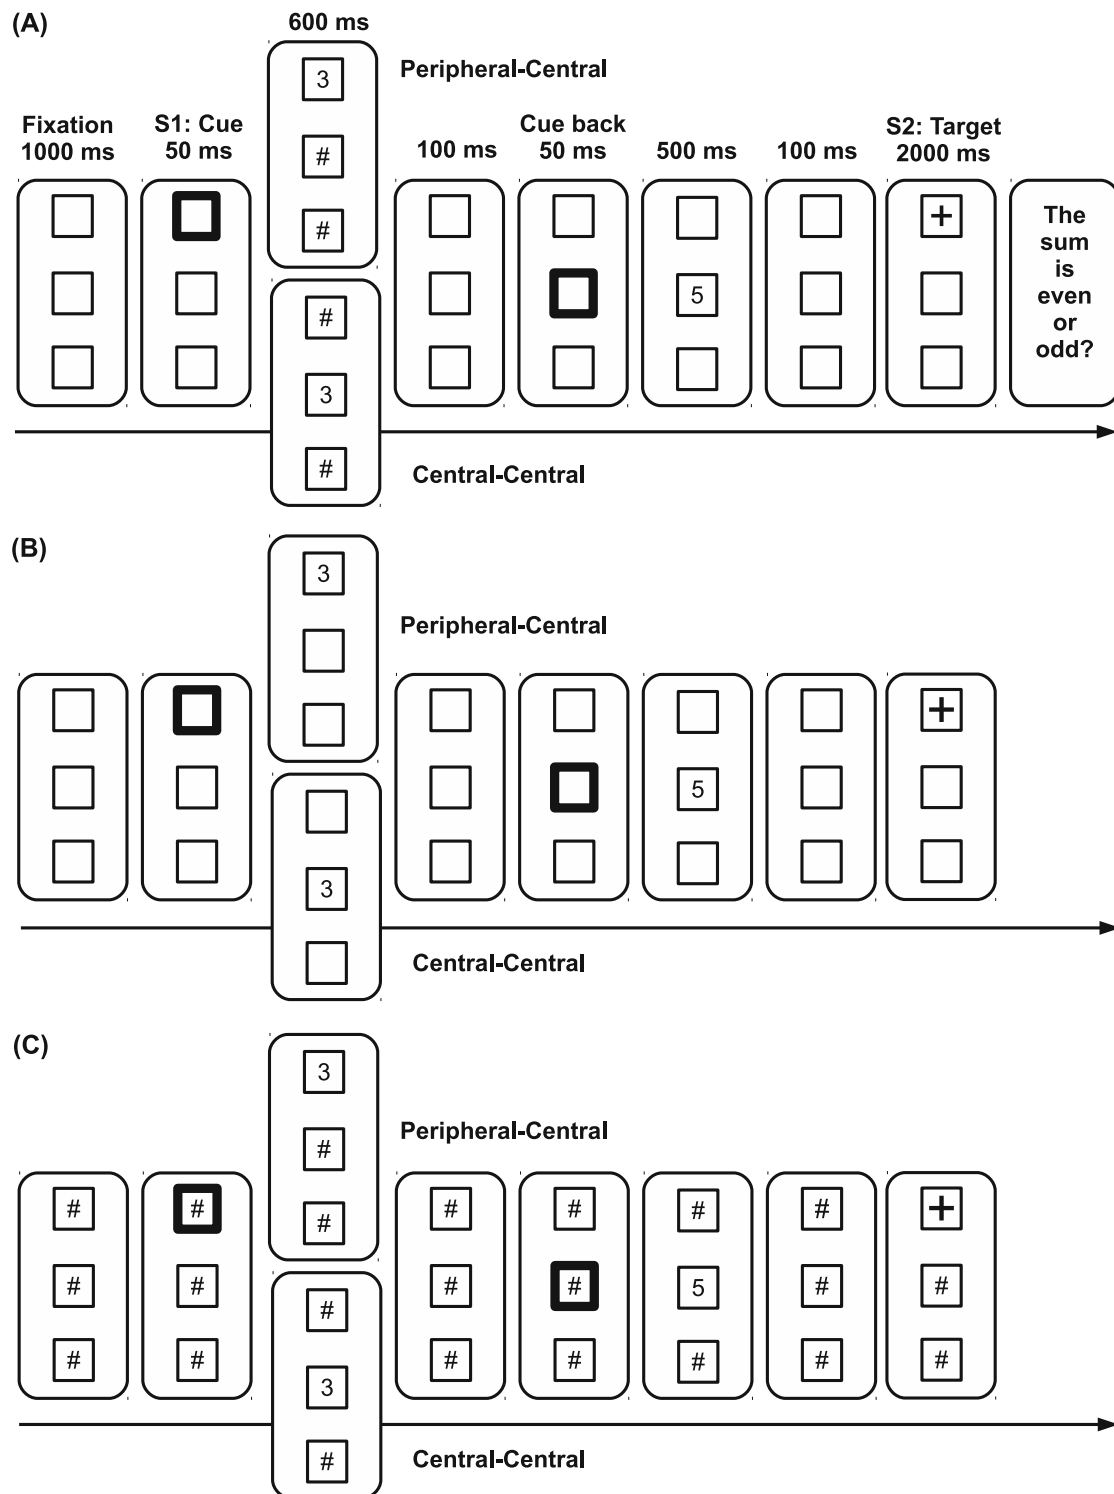 (A)
600 ms
3
#
#
Peripheral-Central
Fixation
1000 ms
S1: Cue
50 ms
100 ms
Cue back
50 ms
500 ms
100 ms
S2: Target
2000 ms
#
3
#
5
+
The
sum
is
even
or
odd?
Central-Central
(B)
3
Peripheral-Central
3
5
+
Central-Central
(C)
3
#
#
Peripheral-Central
# # # # # # +
# # # # 5 # #
# # # # # # #
#
3
#
Central-Central